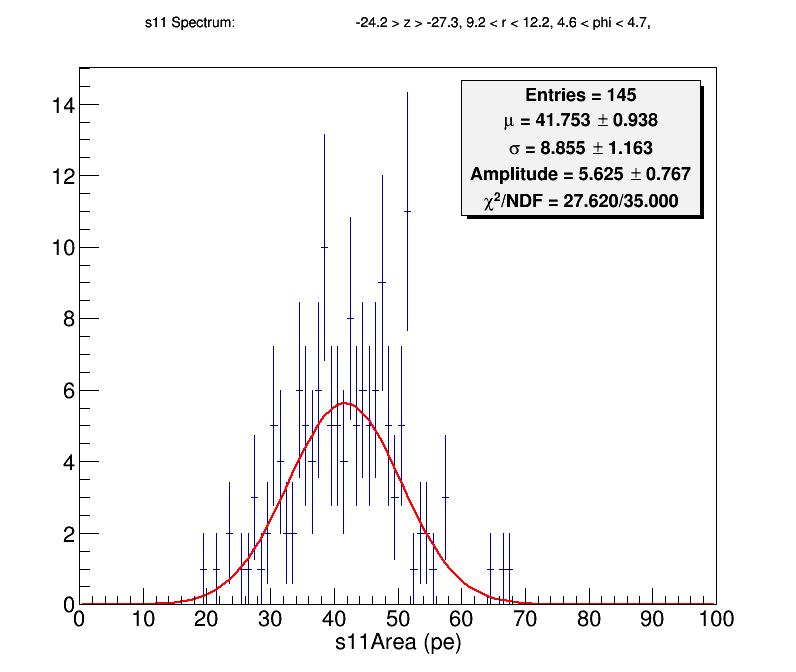 s11 Spectrum: -24.2 > z > -27.3, 9.2 < r < 12.2, 4.6 < phi < 4.7,
Entries = 145
μ = 41.753 ± 0.938
σ = 8.855 ± 1.163
Amplitude = 5.625 ± 0.767
χ²/NDF = 27.620/35.000
14
12
10
8
6
4
2
0
0 10 20 30 40 50 60 70 80 90 100
s11Area (pe)